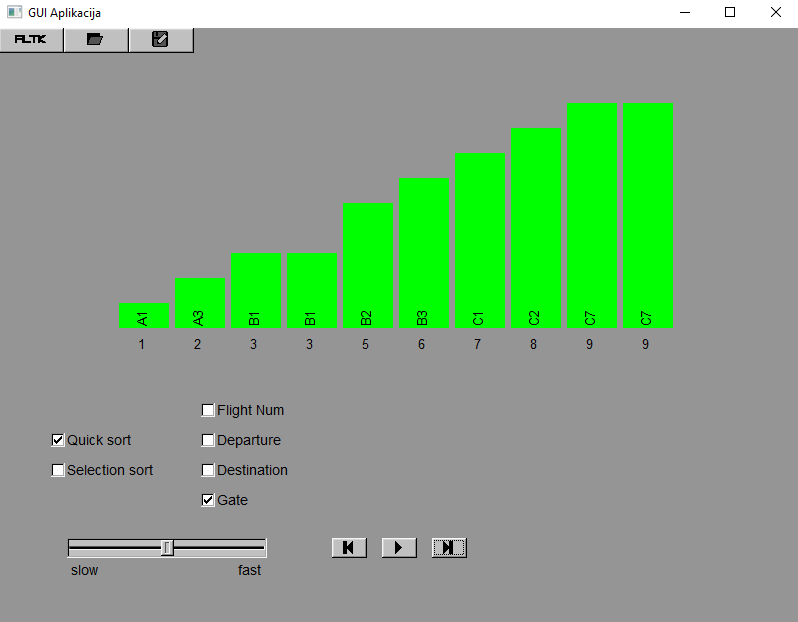 GUI Aplikacija
FLTK
A1 A3 B1 B1 B2 B3 C1 C2 C7 C7
1 2 3 3 5 6 7 8 9 9
Flight Num
Quick sort Departure
Selection sort Destination
Gate
slow fast